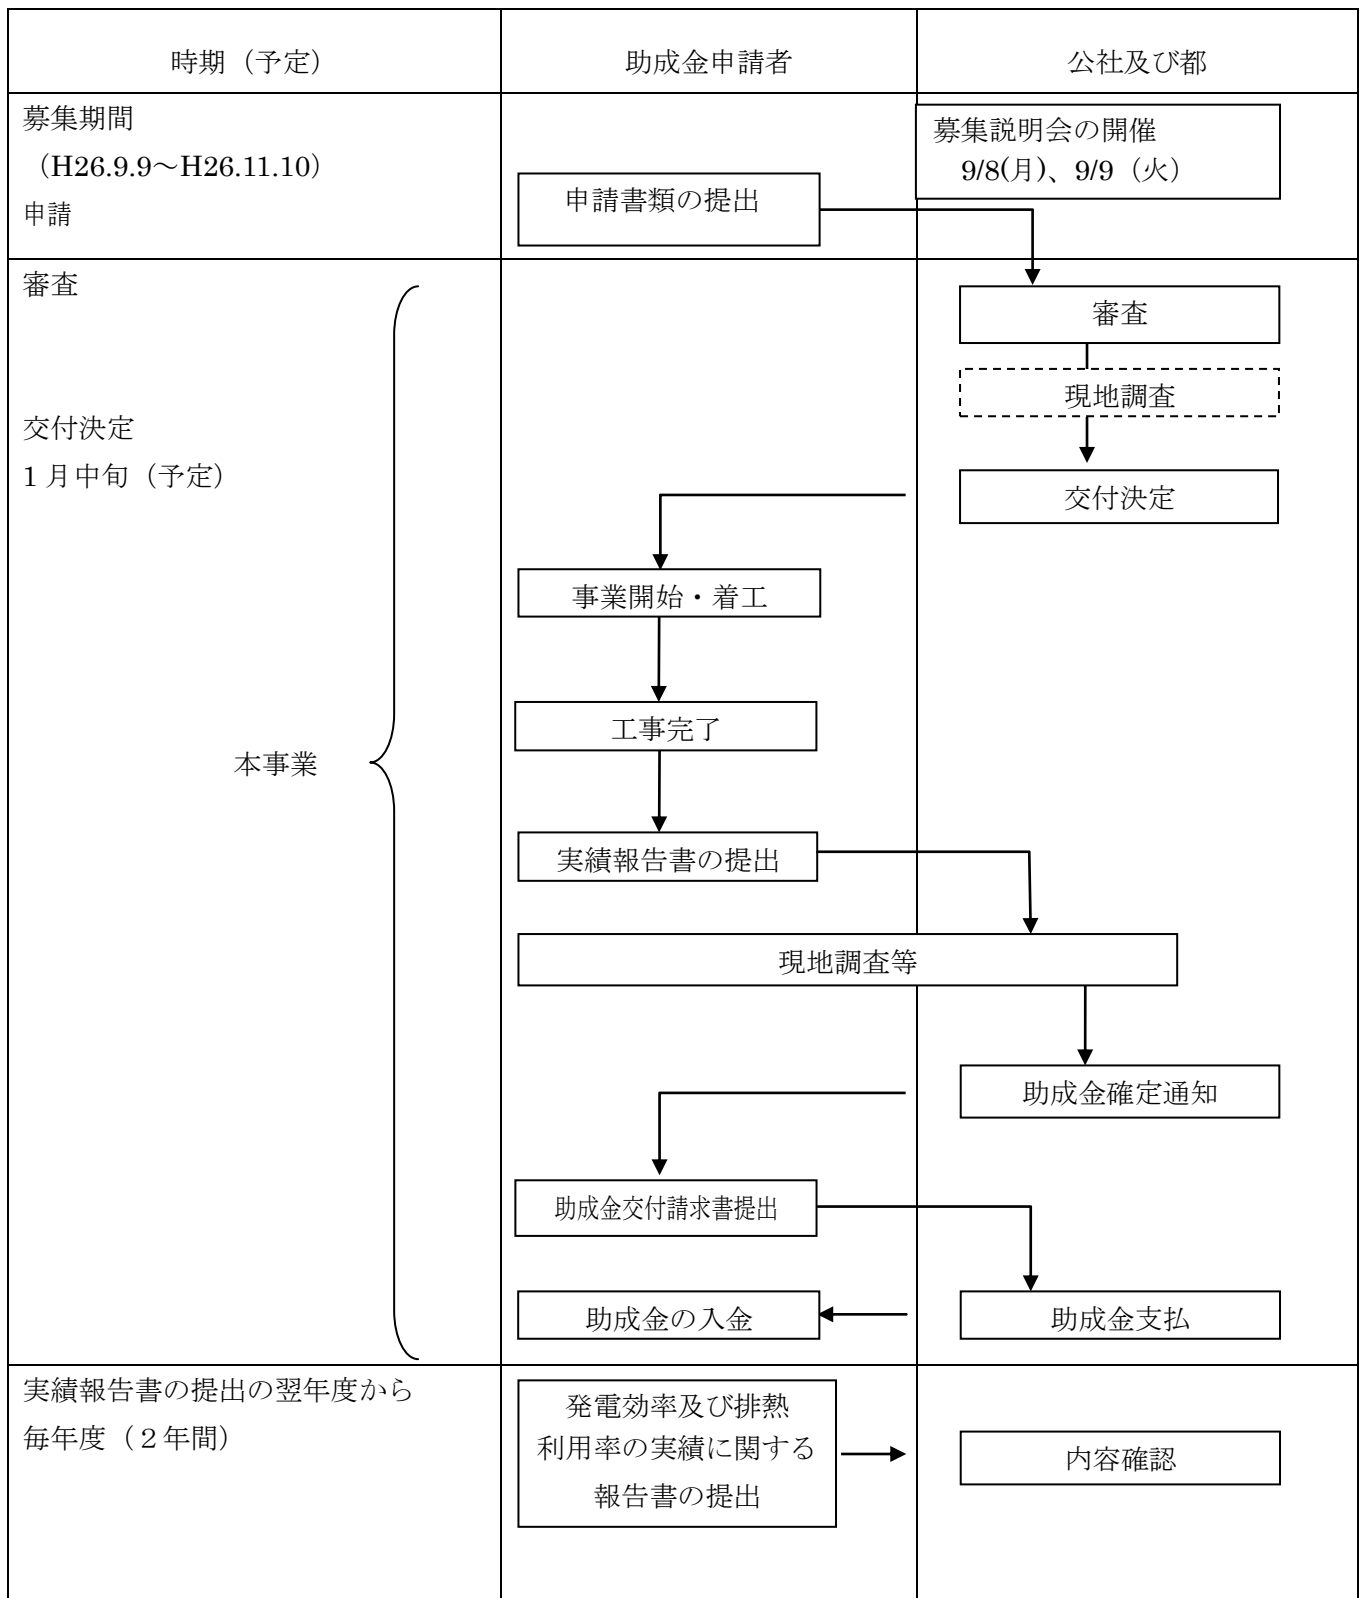 時期（予定）
助成金申請者
公社及び都
募集期間
（H26.9.9～H26.11.10）
申請
募集説明会の開催
9/8(月)、9/9（火）
申請書類の提出
審査
審査
現地調査
交付決定
1月中旬（予定）
交付決定
事業開始・着工
工事完了
本事業
実績報告書の提出
現地調査等
助成金確定通知
助成金交付請求書提出
助成金の入金
助成金支払
実績報告書の提出の翌年度から
毎年度（２年間）
発電効率及び排熱
利用率の実績に関する
報告書の提出
内容確認